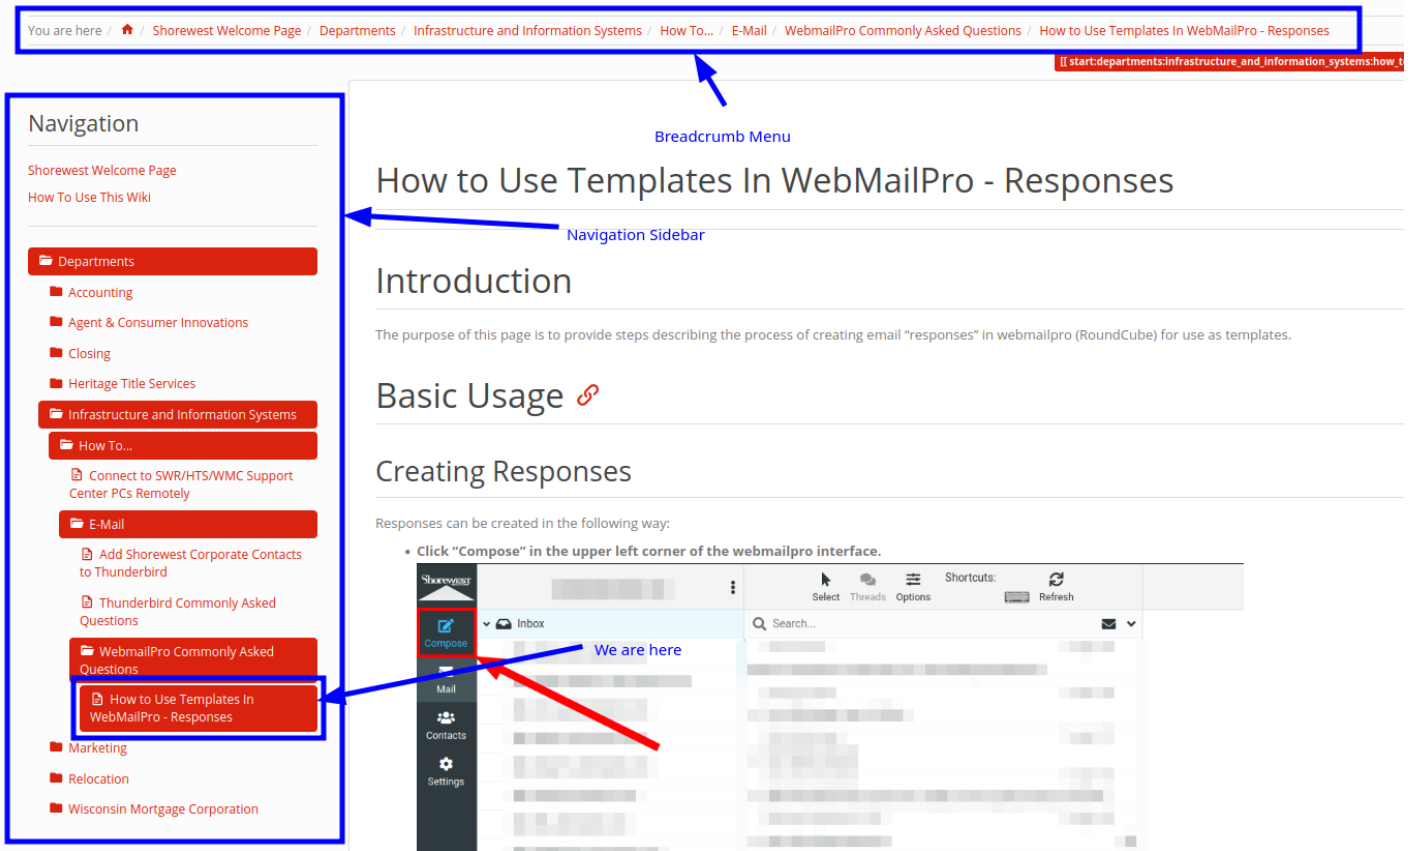 You are here / / Shorewest Welcome Page / Departments / Infrastructure and Information Systems / How To... / E-Mail / WebmailPro Commonly Asked Questions / How to Use Templates In WebMailPro - Responses
[[ start:departments:infrastructure_and_information_systems:how_t
Breadcrumb Menu
Navigation
Shorewest Welcome Page
How To Use This Wiki
Departments
Accounting
Agent & Consumer Innovations
Closing
Heritage Title Services
Infrastructure and Information Systems
How To...
Connect to SWR/HTS/WMC Support
Center PCs Remotely
E-Mail
Add Shorewest Corporate Contacts
to Thunderbird
Thunderbird Commonly Asked
Questions
WebmailPro Commonly Asked
Questions
How to Use Templates In
WebMailPro - Responses
Marketing
Relocation
Wisconsin Mortgage Corporation
Navigation Sidebar
We are here
How to Use Templates In WebMailPro - Responses
Introduction
The purpose of this page is to provide steps describing the process of creating email “responses” in webmailpro (RoundCube) for use as templates.
Basic Usage
Creating Responses
Responses can be created in the following way:
• Click “Compose” in the upper left corner of the webmailpro interface.
Shorewest
Select Threads Options
Shortcuts:
Refresh
Compose
Inbox
Search...
Mail
Contacts
Settings